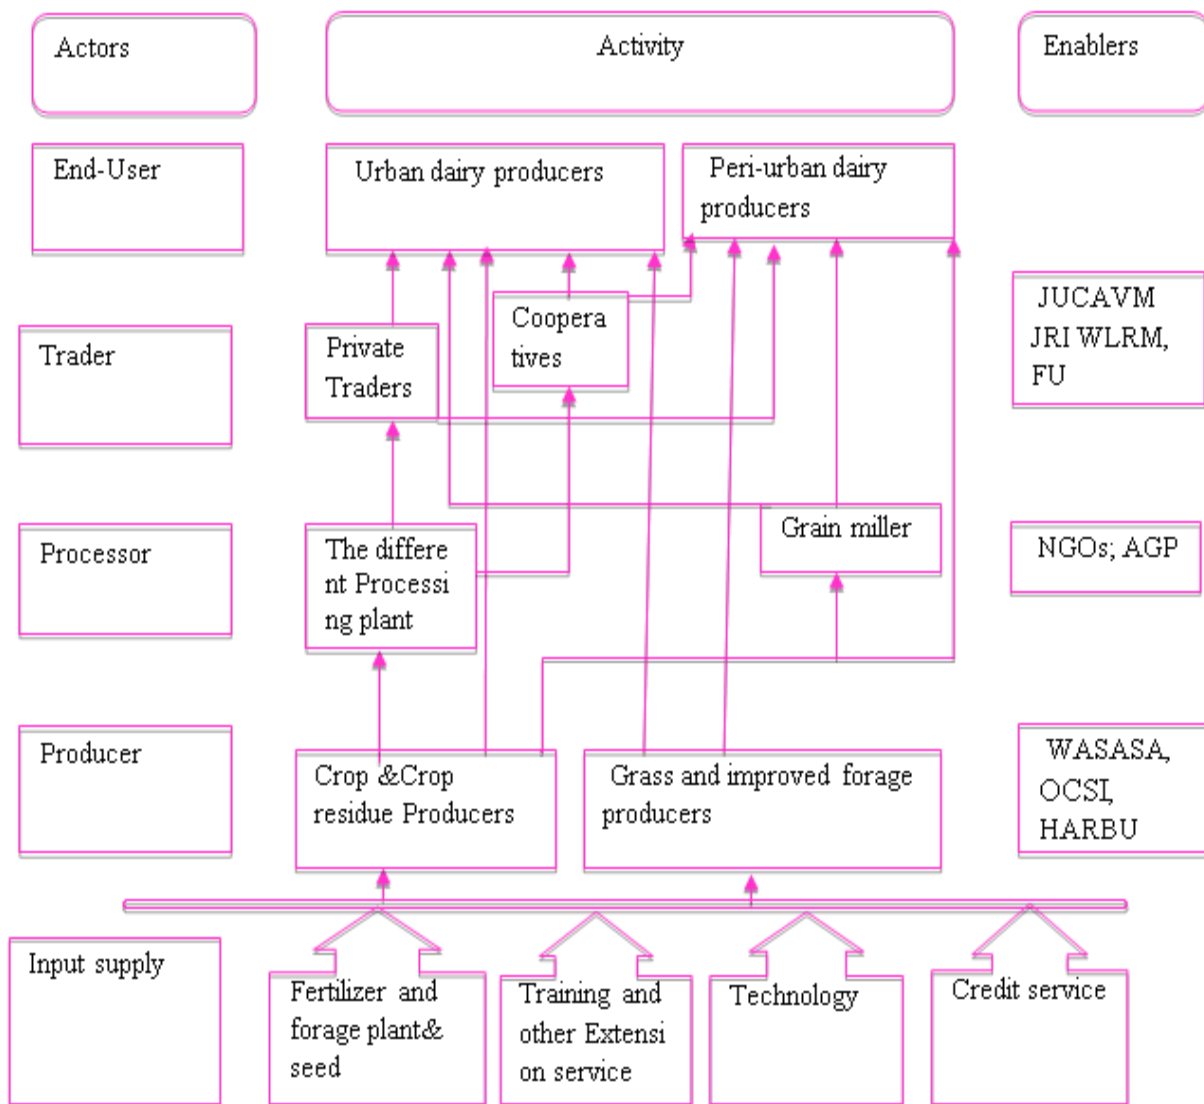 Actors
Activity
Enablers
End-User
Urban dairy producers
Peri-urban dairy
producers
JUCAVM
JRI WLRM,
FU
Trader
Private
Traders
Coopera
tives
Processor
The differe
nt Processi
ng plant
Grain miller
NGOs; AGP
Producer
Crop &Crop
residue Producers
Grass and improved forage
producers
WASASA,
OCSI,
HARBU
Input supply
Fertilizer and
forage plant&
seed
Training and
other Extensi
on service
Technology
Credit service